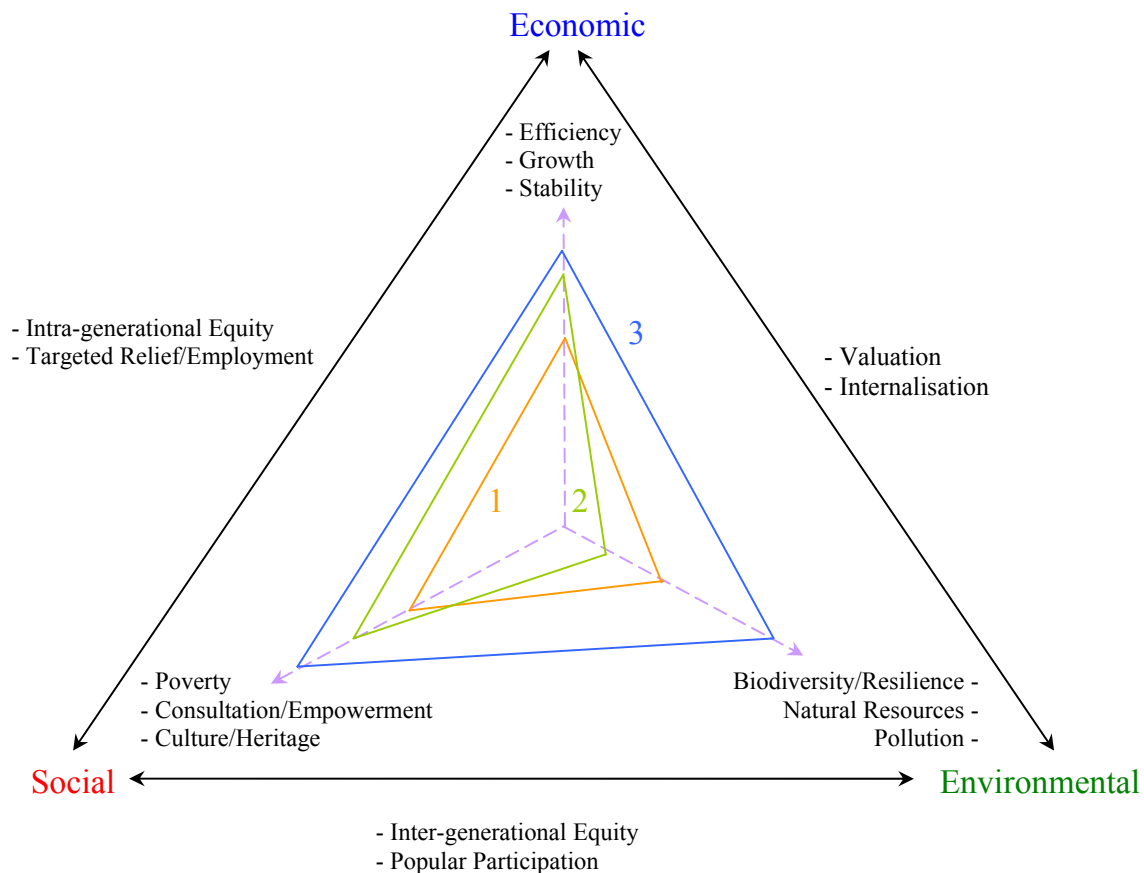 Economic
- Efficiency
- Growth
- Stability
- Intra-generational Equity
- Targeted Relief/Employment
3
- Valuation
- Internalisation
1
2
- Poverty
- Consultation/Empowerment
- Culture/Heritage
Biodiversity/Resilience -
Natural Resources -
Pollution -
Social
Environmental
- Inter-generational Equity
- Popular Participation